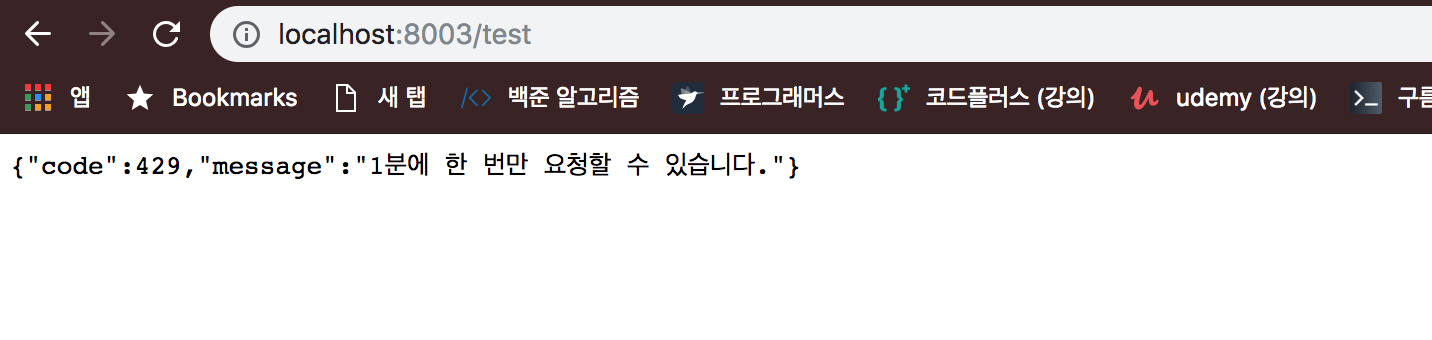 localhost:8003/test
앱 Bookmarks 새 탭 백준 알고리즘 프로그래머스 코드플러스 (강의) udemy (강의) 구름
{"code":429,"message":"1분에 한 번만 요청할 수 있습니다."}